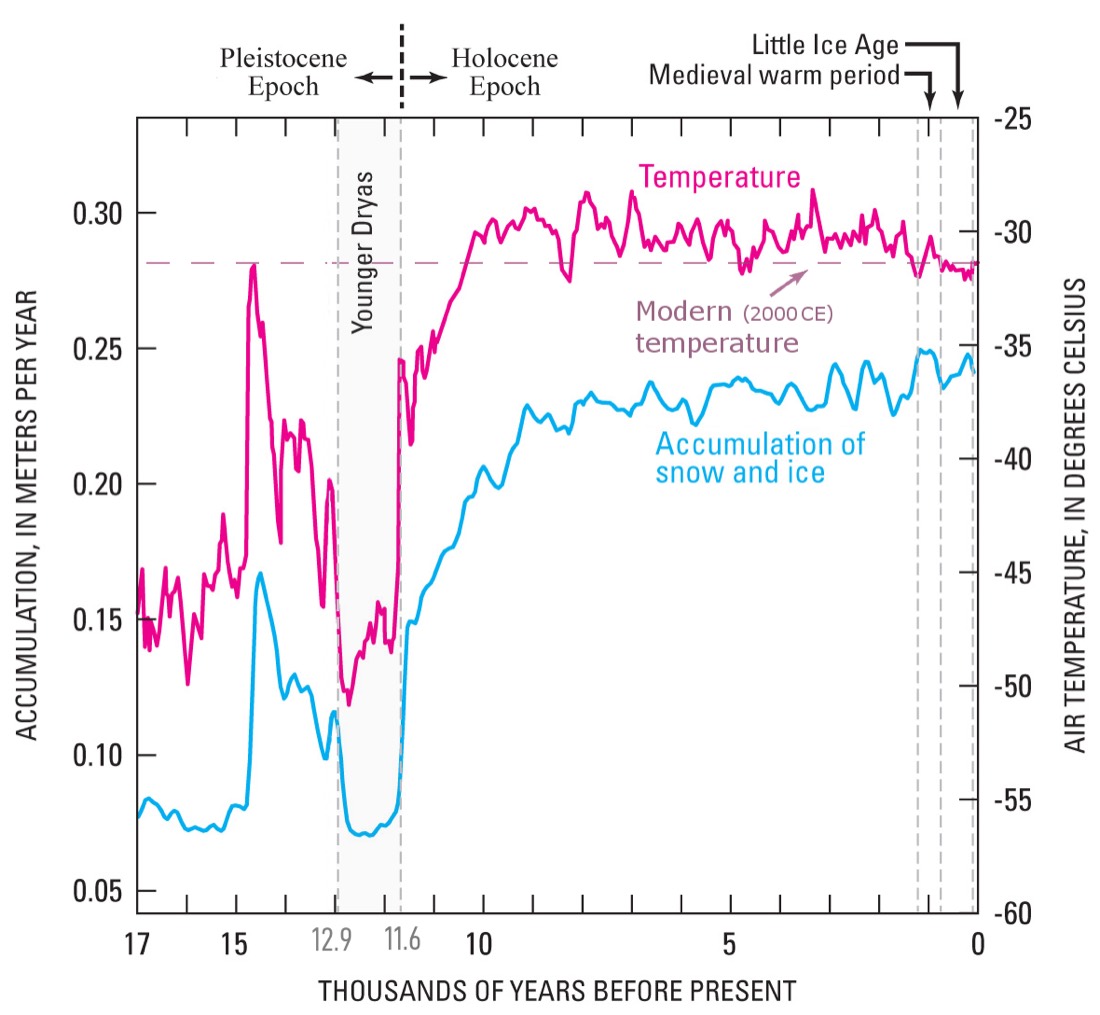 Pleistocene
Epoch
Holocene
Epoch
Little Ice Age
Medieval warm period
Younger Dryas
Temperature
Modern (2000 CE)
temperature
Accumulation of
snow and ice
ACCUMULATION, IN METERS PER YEAR
0.30
0.25
0.20
0.15
0.10
0.05
AIR TEMPERATURE, IN DEGREES CELSIUS
-25
-30
-35
-40
-45
-50
-55
-60
17
15
12.9
11.6
10
5
0
THOUSANDS OF YEARS BEFORE PRESENT